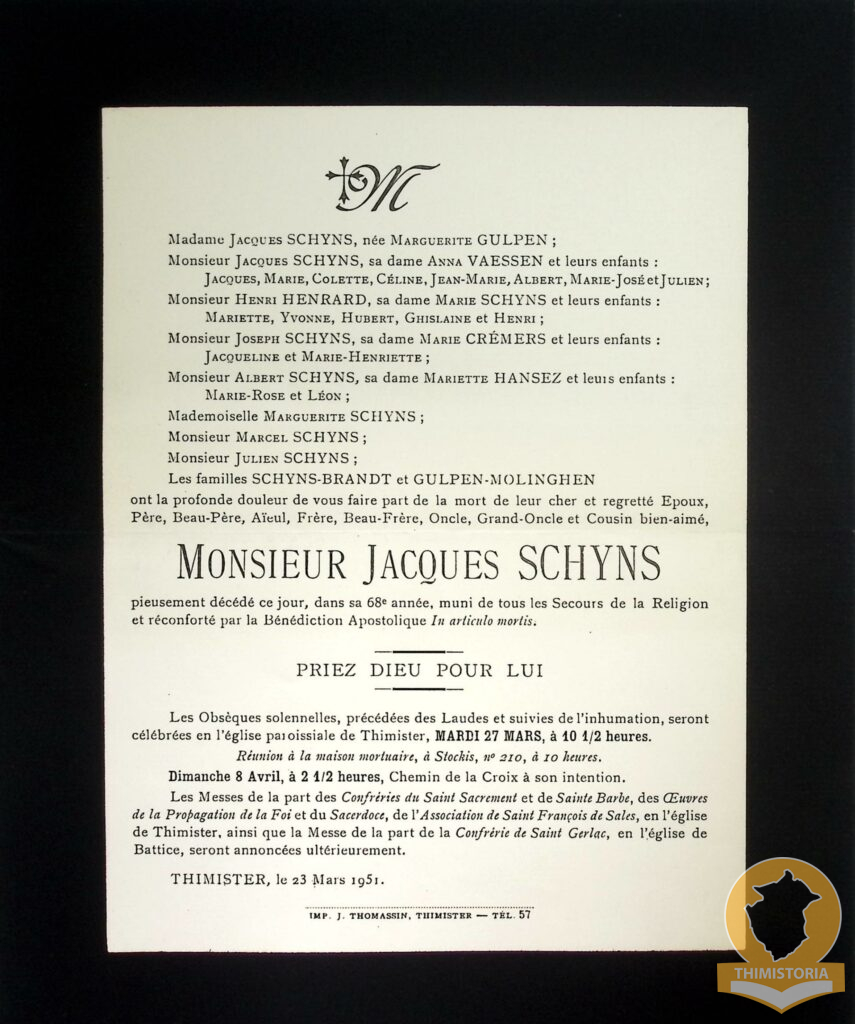 M
Madame Jacques SCHYNS, née Marguerite GULPEN ;
Monsieur Jacques SCHYNS, sa dame Anna VAESSEN et leurs enfants :
Jacques, Marie, Colette, Céline, Jean-Marie, Albert, Marie-José et Julien ;
Monsieur Henri HENRARD, sa dame Marie SCHYNS et leurs enfants :
Mariette, Yvonne, Hubert, Ghislaine et Henri ;
Monsieur Joseph SCHYNS, sa dame Marie CRÉMERS et leurs enfants :
Jacqueline et Marie-Henriette ;
Monsieur Albert SCHYNS, sa dame Mariette HANSEZ et leurs enfants :
Marie-Rose et Léon ;
Mademoiselle Marguerite SCHYNS ;
Monsieur Marcel SCHYNS ;
Monsieur Julien SCHYNS ;
Les familles SCHYNS-BRANDT et GULPEN-MOLINGHEN
ont la profonde douleur de vous faire part de la mort de leur cher et regretté Epoux,
Père, Beau-Père, Aïeul, Frère, Beau-Frère, Oncle, Grand-Oncle et Cousin bien-aimé,
Monsieur Jacques SCHYNS
pieusement décédé ce jour, dans sa 68e année, muni de tous les Secours de la Religion
et réconforté par la Bénédiction Apostolique In articulo mortis.
PRIEZ DIEU POUR LUI
Les Obsèques solennelles, précédées des Laudes et suivies de l'inhumation, seront
célébrées en l'église paroissiale de Thimister, MARDI 27 MARS, à 10 1/2 heures.
Réunion à la maison mortuaire, à Stockis, nº 210, à 10 heures.
Dimanche 8 Avril, à 2 1/2 heures, Chemin de la Croix à son intention.
Les Messes de la part des Confréries du Saint Sacrement et de Sainte Barbe, des Œuvres
de la Propagation de la Foi et du Sacerdoce, de l'Association de Saint François de Sales, en l'église
de Thimister, ainsi que la Messe de la part de la Confrérie de Saint Gerlac, en l'église de
Battice, seront annoncées ultérieurement.
THIMISTER, le 23 Mars 1951.
IMP. J. THOMASSIN, THIMISTER — TÉL. 57
THIMISTORIA